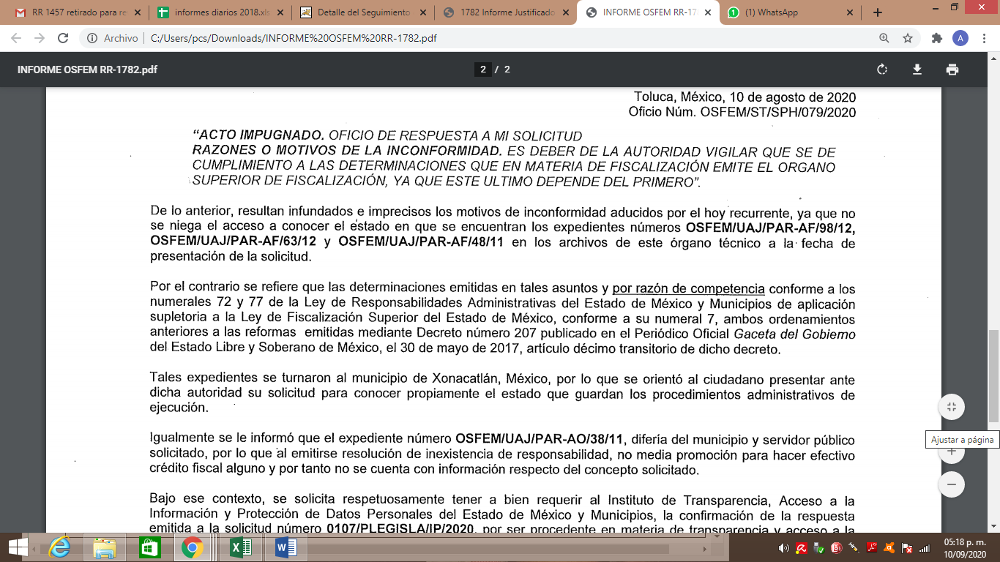 RR 1457 retirado para re
informes diarios 2018.xls
Detalle del Seguimiento
1782 Informe Justificado
INFORME OSFEM RR-178
(1) WhatsApp
Archivo
C:/Users/pcs/Downloads/INFORME%20OSFEM%20RR-1782.pdf
A
INFORME OSFEM RR-1782.pdf
2 / 2
Toluca, México, 10 de agosto de 2020
Oficio Núm. OSFEM/ST/SPH/079/2020
“ACTO IMPUGNADO. OFICIO DE RESPUESTA A MI SOLICITUD
RAZONES O MOTIVOS DE LA INCONFORMIDAD. ES DEBER DE LA AUTORIDAD VIGILAR QUE SE DE
CUMPLIMIENTO A LAS DETERMINACIONES QUE EN MATERIA DE FISCALIZACIÓN EMITE EL ORGANO
SUPERIOR DE FISCALIZACIÓN, YA QUE ESTE ULTIMO DEPENDE DEL PRIMERO”.
De lo anterior, resultan infundados e imprecisos los motivos de inconformidad aducidos por el hoy recurrente, ya que no
se niega el acceso a conocer el estado en que se encuentran los expedientes números OSFEM/UAJ/PAR-AF/98/12,
OSFEM/UAJ/PAR-AF/63/12 y OSFEM/UAJ/PAR-AF/48/11 en los archivos de este órgano técnico a la fecha de
presentación de la solicitud.
Por el contrario se refiere que las determinaciones emitidas en tales asuntos y por razón de competencia conforme a los
numerales 72 y 77 de la Ley de Responsabilidades Administrativas del Estado de México y Municipios de aplicación
supletoria a la Ley de Fiscalización Superior del Estado de México, conforme a su numeral 7, ambos ordenamientos
anteriores a las reformas emitidas mediante Decreto número 207 publicado en el Periódico Oficial Gaceta del Gobierno
del Estado Libre y Soberano de México, el 30 de mayo de 2017, artículo décimo transitorio de dicho decreto.
Tales expedientes se turnaron al municipio de Xonacatlán, México, por lo que se orientó al ciudadano presentar ante
dicha autoridad su solicitud para conocer propiamente el estado que guardan los procedimientos administrativos de
ejecución.
Igualmente se le informó que el expediente número OSFEM/UAJ/PAR-AO/38/11, difería del municipio y servidor público
solicitado, por lo que al emitirse resolución de inexistencia de responsabilidad, no media promoción para hacer efectivo
crédito fiscal alguno y por tanto no se cuenta con información respecto del concepto solicitado.
Bajo ese contexto, se solicita respetuosamente tener a bien requerir al Instituto de Transparencia, Acceso a la
Información y Protección de Datos Personales del Estado de México y Municipios, la confirmación de la respuesta
emitida a la solicitud número 0107/PLEGISLA/IP/2020, por ser procedente en materia de transparencia y acceso a la
Ajustar a página
05:18 p. m.
10/09/2020